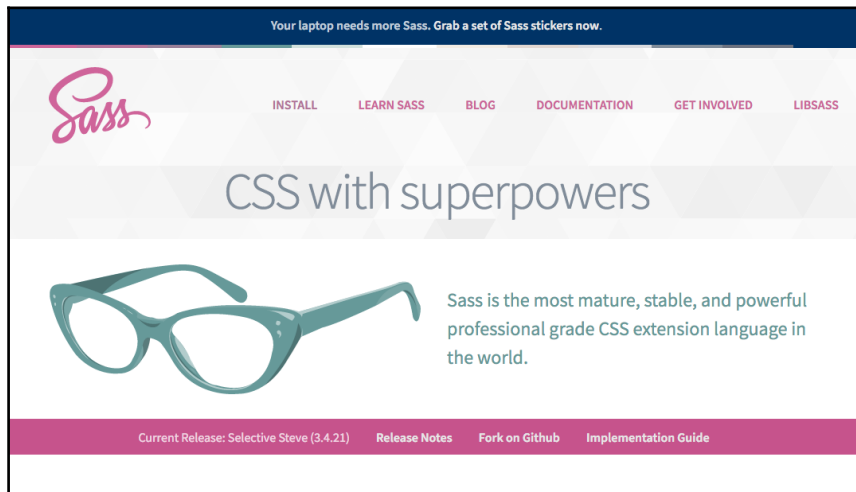 Your laptop needs more Sass. Grab a set of Sass stickers now.
Sass
INSTALL LEARN SASS BLOG DOCUMENTATION GET INVOLVED LIBSASS
CSS with superpowers
Sass is the most mature, stable, and powerful
professional grade CSS extension language in
the world.
Current Release: Selective Steve (3.4.21) Release Notes Fork on Github Implementation Guide